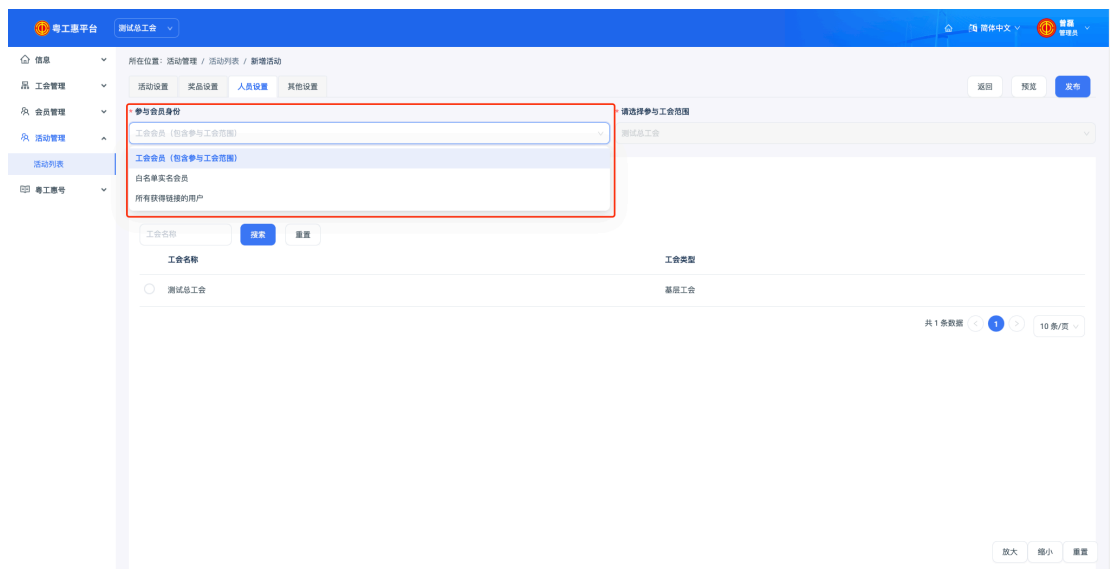 粤工惠平台 测试总工会 简体中文 曾磊
管理员
信息
工会管理
会员管理
活动管理
活动列表
粤工惠号
所在位置：活动管理 / 活动列表 / 新增活动
活动设置 奖品设置 人员设置 其他设置 返回 预览 发布
* 参与会员身份 * 请选择参与工会范围
工会会员（包含参与工会范围） 测试总工会
工会会员（包含参与工会范围）
白名单实名会员
所有获得链接的用户
工会名称 搜索 重置
工会名称 工会类型
测试总工会 基层工会
共 1 条数据 1 10 条/页
放大 缩小 重置